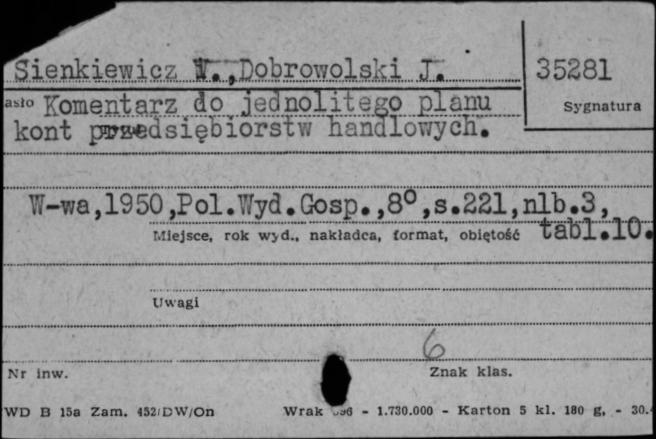 Sienkiewicz W., Dobrowolski J.
35281
asło Komentarz do jednolitego planu
Sygnatura
kont przedsiębiorstw handlowych.
W-wa,1950,Pol.Wyd.Gosp.,8°,s.221,nlb.3,
tabl.10.
Miejsce, rok wyd., nakładca, format, objętość
Uwagi
6
Nr inw.
Znak klas.
WD B 15a Zam. 452/DW/On Wrak 396 - 1.730.000 - Karton 5 kl. 180 g. - 30.